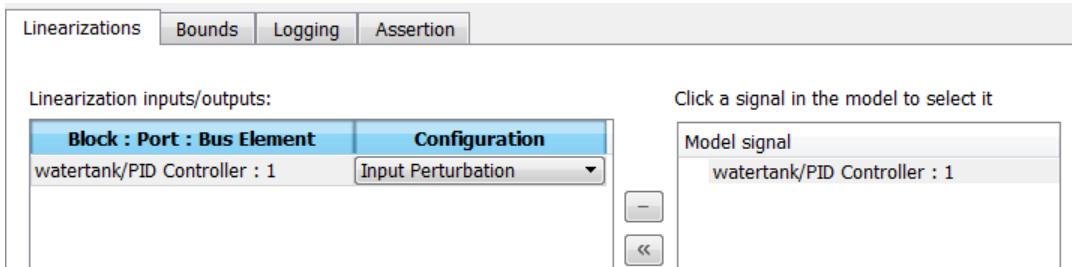 Linearizations Bounds Logging Assertion
Linearization inputs/outputs: Click a signal in the model to select it
Block : Port : Bus Element Configuration Model signal
watertank/PID Controller : 1 Input Perturbation watertank/PID Controller : 1
−
«